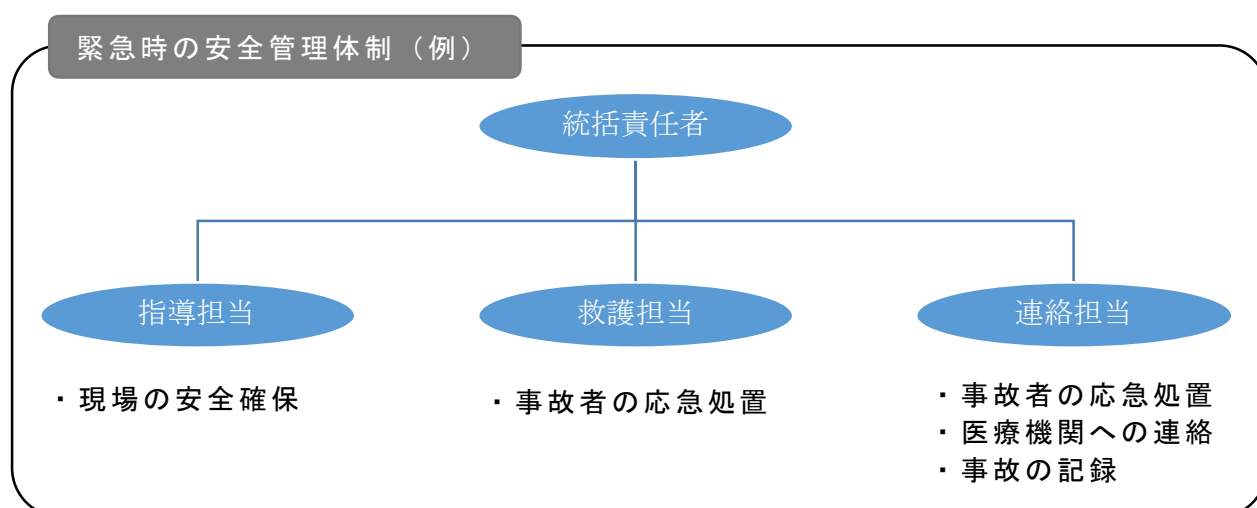 緊急時の安全管理体制（例）
統括責任者
指導担当
救護担当
連絡担当
・現場の安全確保
・事故者の応急処置
・事故者の応急処置
・医療機関への連絡
・事故の記録